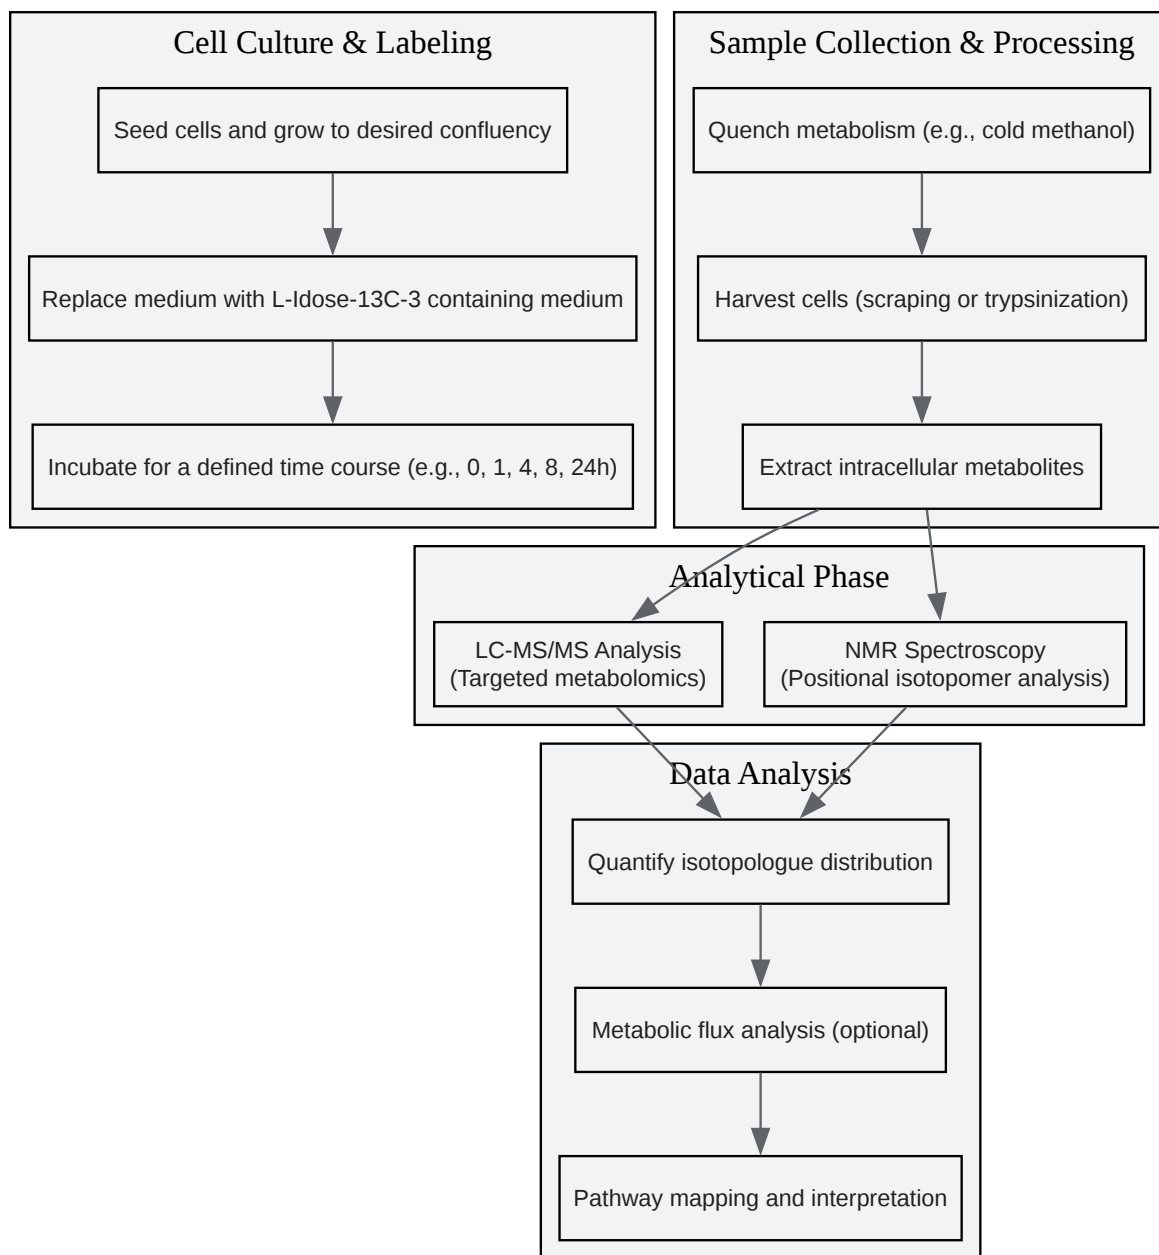 Cell Culture & Labeling
Seed cells and grow to desired confluency
Replace medium with L-Idose-13C-3 containing medium
Incubate for a defined time course (e.g., 0, 1, 4, 8, 24h)
Sample Collection & Processing
Quench metabolism (e.g., cold methanol)
Harvest cells (scraping or trypsinization)
Extract intracellular metabolites
Analytical Phase
LC-MS/MS Analysis
(Targeted metabolomics)
NMR Spectroscopy
(Positional isotopomer analysis)
Data Analysis
Quantify isotopologue distribution
Metabolic flux analysis (optional)
Pathway mapping and interpretation